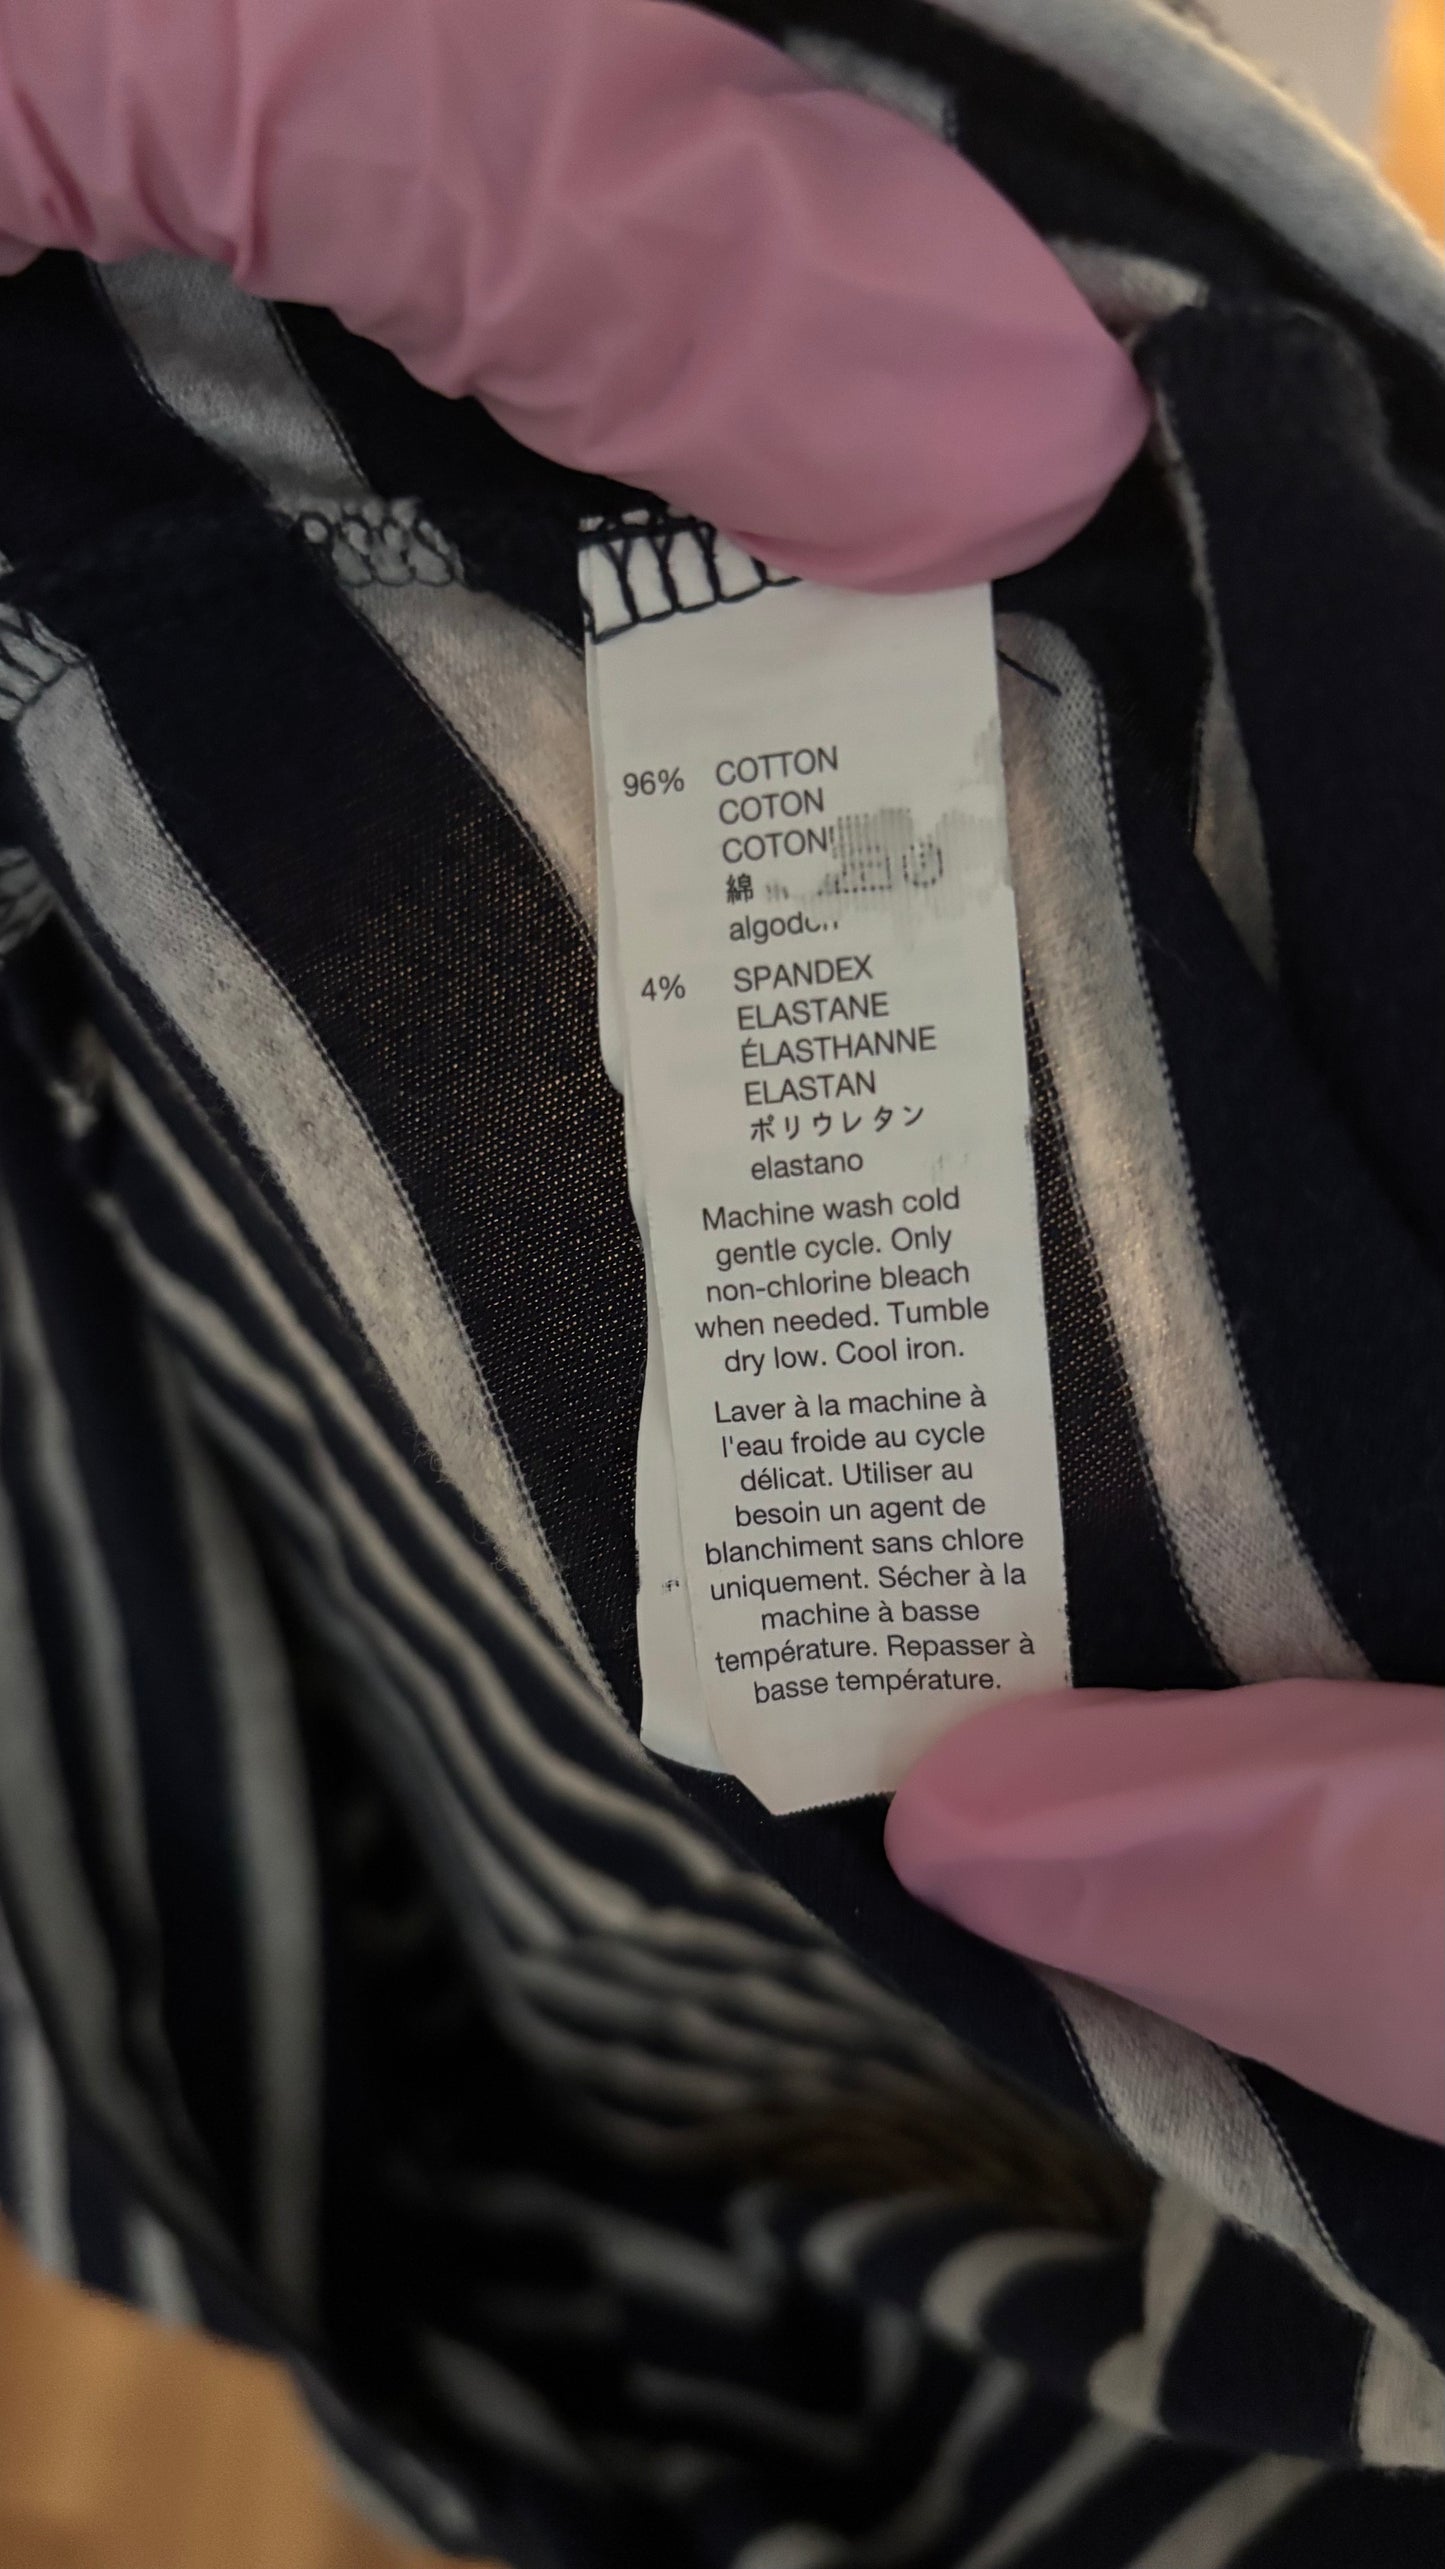 96% COTTON
COTON
COTON
綿
4% SPANDEX
ELASTANE
ÉLASTHANNE
ELASTAN
ポリウレタン
elastano
Machine wash cold
gentle cycle. Only
non-chlorine bleach
when needed. Tumble
dry low. Cool iron.
Laver à la machine à
l'eau froide au cycle
délicat. Utiliser au
besoin un agent de
blanchiment sans chlore
uniquement. Sécher à la
machine à basse
température. Repasser à
basse température.